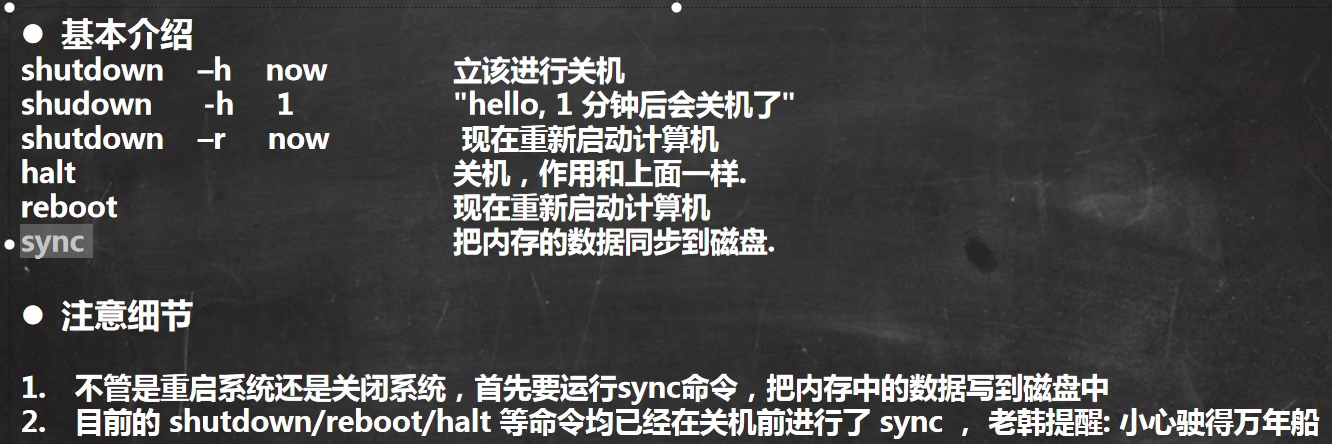 ● 基本介绍
shutdown –h now 立该进行关机
shudown -h 1 "hello, 1 分钟后会关机了"
shutdown –r now 现在重新启动计算机
halt 关机，作用和上面一样.
reboot 现在重新启动计算机
sync 把内存的数据同步到磁盘.
● 注意细节
1. 不管是重启系统还是关闭系统，首先要运行sync命令，把内存中的数据写到磁盘中
2. 目前的 shutdown/reboot/halt 等命令均已经在关机前进行了 sync ， 老韩提醒: 小心驶得万年船